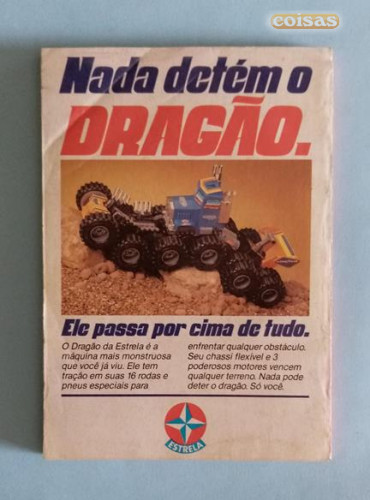 coisas
Nada detém o
DRAGÃO.
Ele passa por cima de tudo.
O Dragão da Estrela é a
máquina mais monstruosa
que você já viu. Ele tem
tração em suas 16 rodas e
pneus especiais para
enfrentar qualquer obstáculo.
Seu chassi flexível e 3
poderosos motores vencem
qualquer terreno. Nada pode
deter o dragão. Só você.
ESTRELA